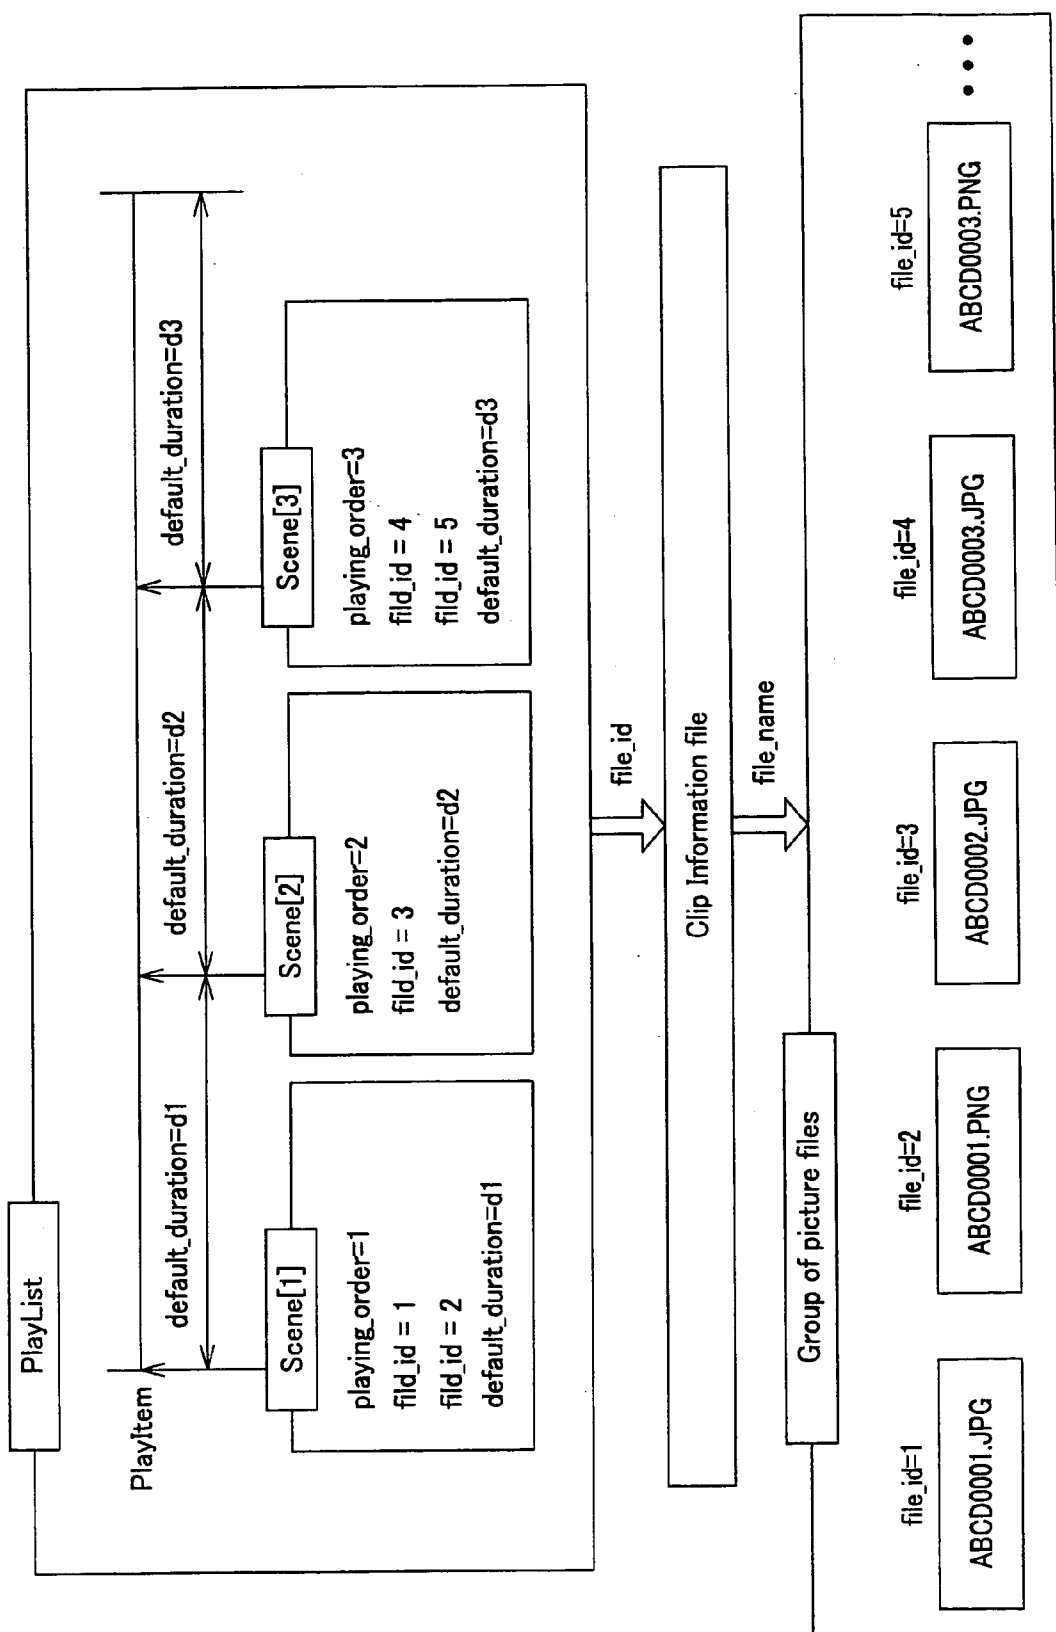 PlayList
PlayItem
default_duration=d1
default_duration=d2
default_duration=d3
Scene[1]
playing_order=1
fild_id = 1
fild_id = 2
default_duration=d1
Scene[2]
playing_order=2
fild_id = 3
default_duration=d2
Scene[3]
playing_order=3
fild_id = 4
fild_id = 5
default_duration=d3
file_id
Clip Information file
file_name
Group of picture files
file_id=1
ABCD0001.JPG
file_id=2
ABCD0001.PNG
file_id=3
ABCD0002.JPG
file_id=4
ABCD0003.JPG
file_id=5
ABCD0003.PNG
• • •